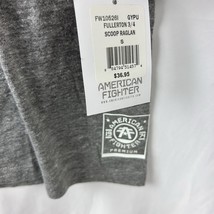 FW10526I GYPU
FULLERTON 3/4
SCOOP RAGLAN
S
$36.95
AMERICAN
FIGHTER
AMERICAN
AF
FIGHTER
PREMIUM